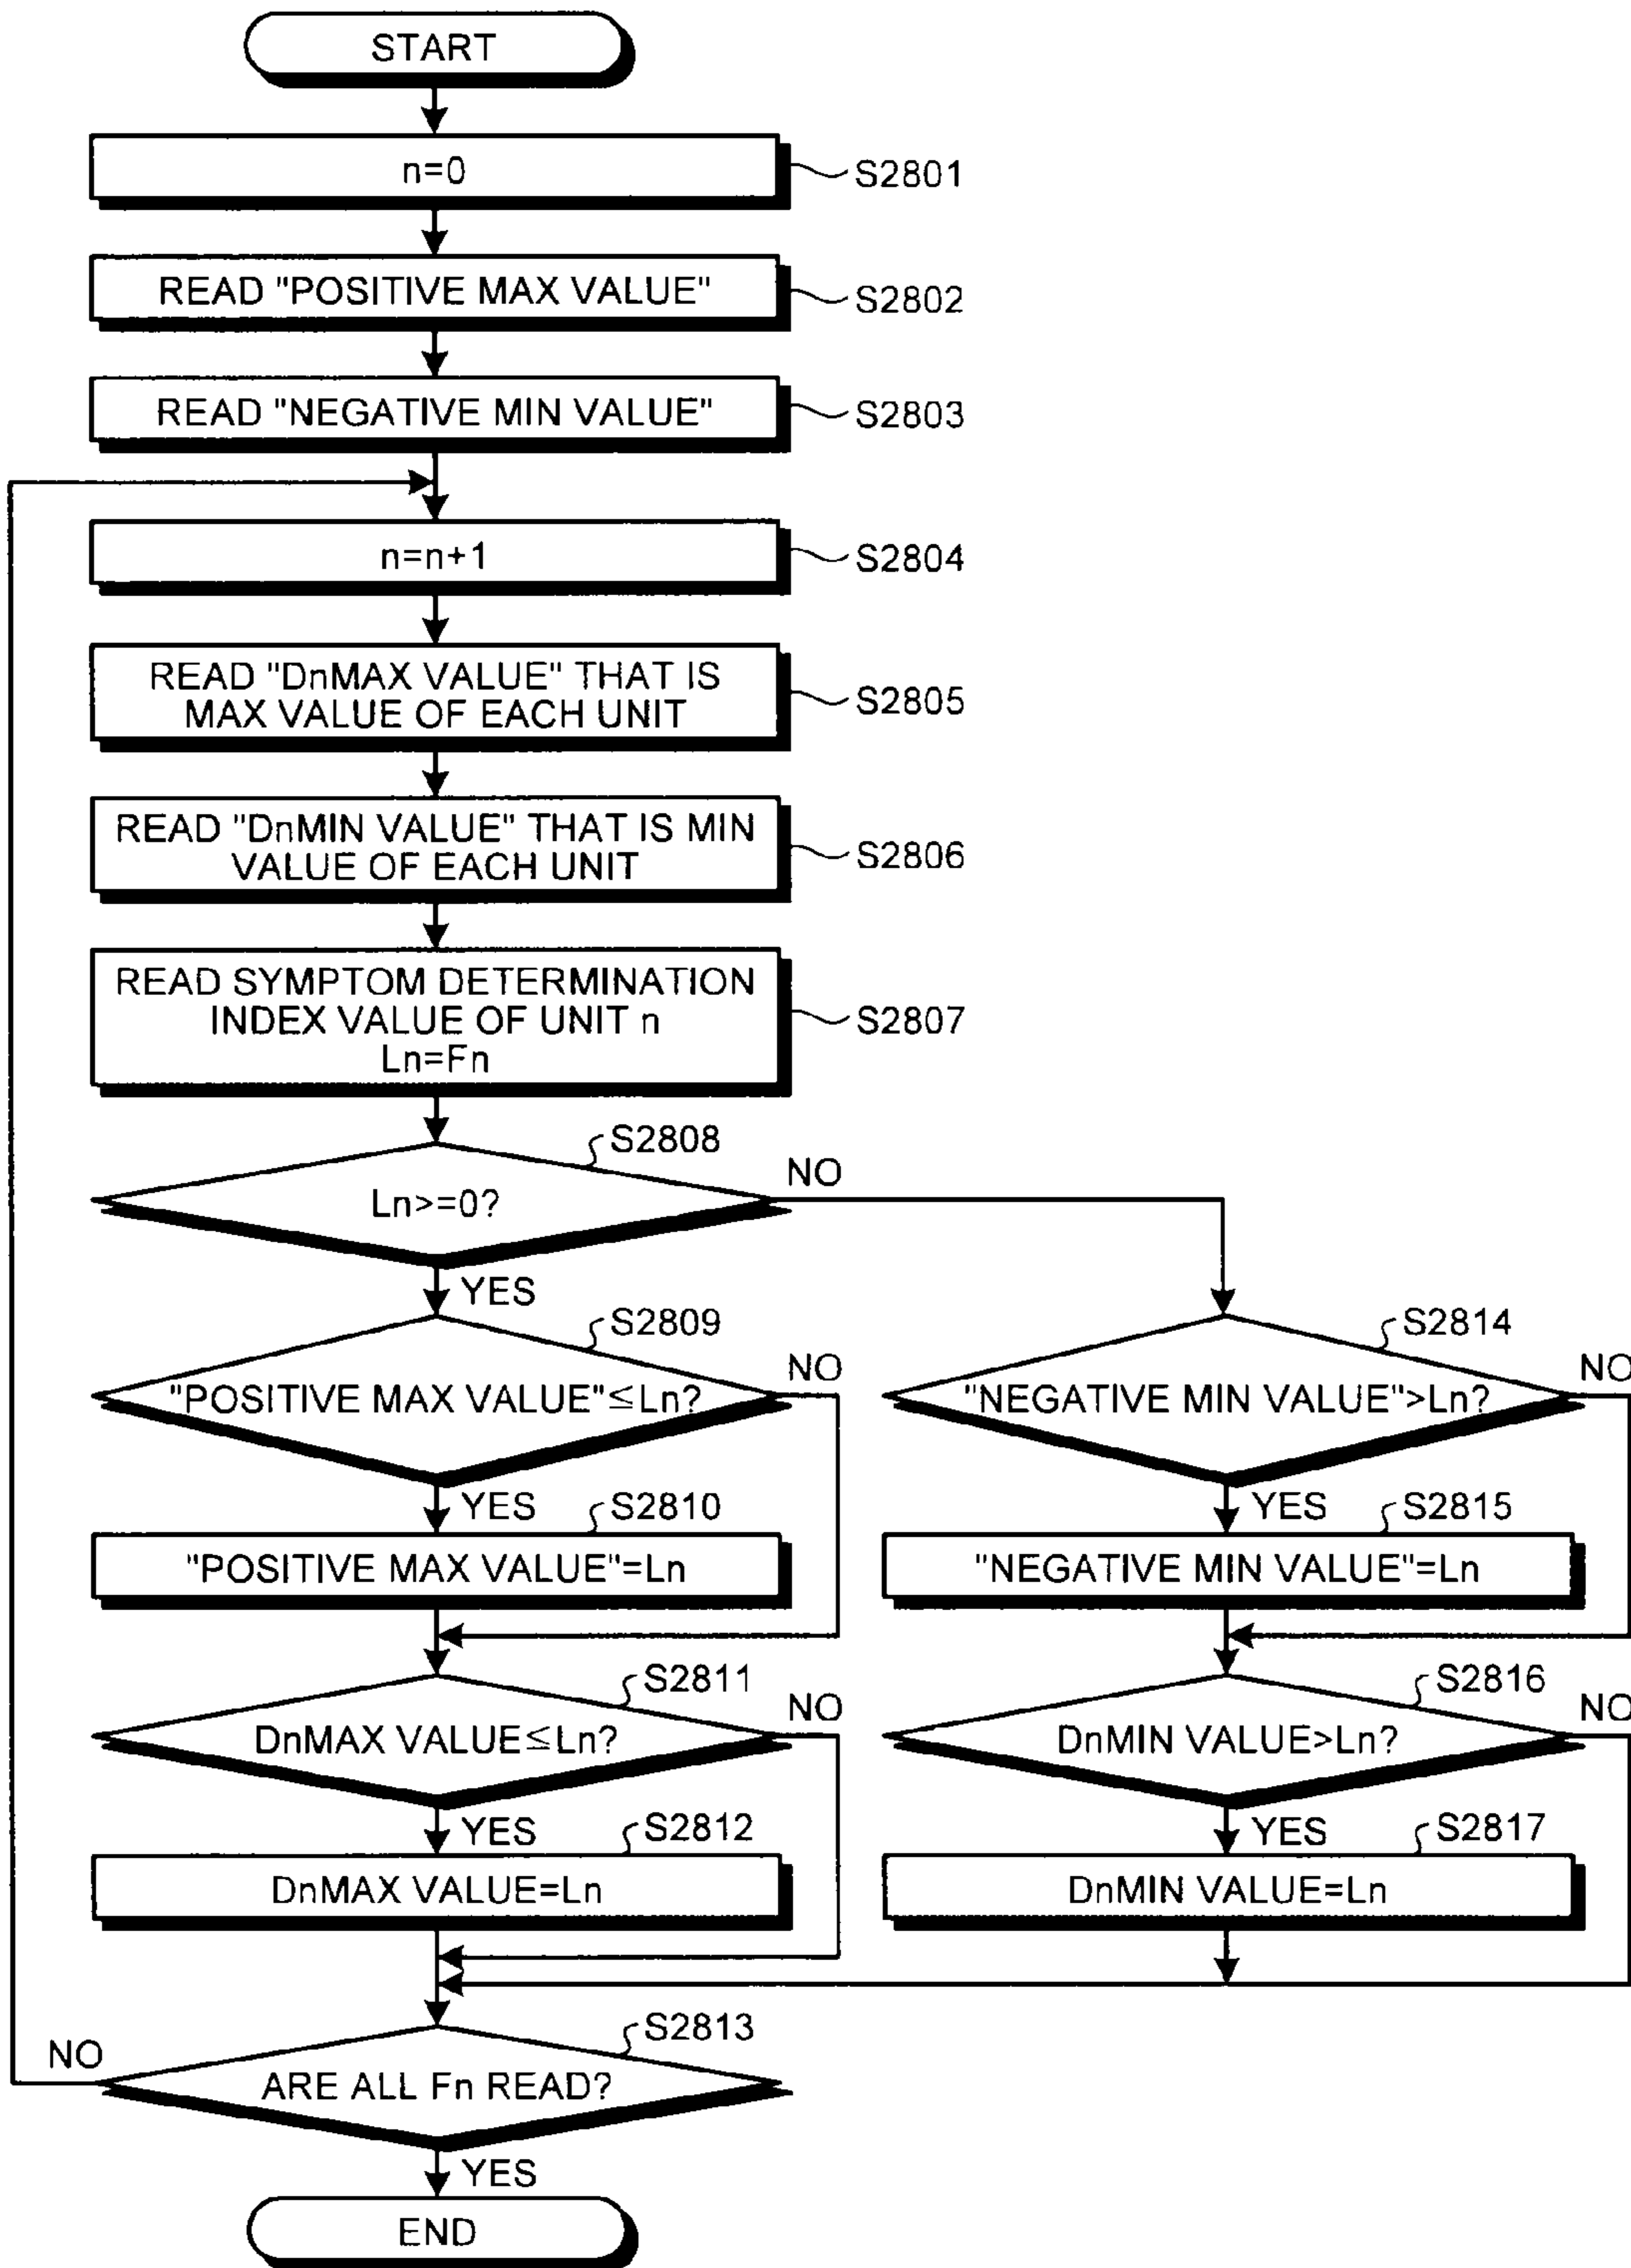 START
n=0
S2801
READ "POSITIVE MAX VALUE"
S2802
READ "NEGATIVE MIN VALUE"
S2803
n=n+1
S2804
READ "DnMAX VALUE" THAT IS
MAX VALUE OF EACH UNIT
S2805
READ "DnMIN VALUE" THAT IS MIN
VALUE OF EACH UNIT
S2806
READ SYMPTOM DETERMINATION
INDEX VALUE OF UNIT n
Ln=Fn
S2807
S2808
Ln>=0?
NO
YES
S2809
"POSITIVE MAX VALUE"≦Ln?
NO
YES
S2810
"POSITIVE MAX VALUE"=Ln
S2811
DnMAX VALUE≦Ln?
NO
YES
S2812
DnMAX VALUE=Ln
S2814
"NEGATIVE MIN VALUE">Ln?
NO
YES
S2815
"NEGATIVE MIN VALUE"=Ln
S2816
DnMIN VALUE>Ln?
NO
YES
S2817
DnMIN VALUE=Ln
S2813
ARE ALL Fn READ?
NO
YES
END